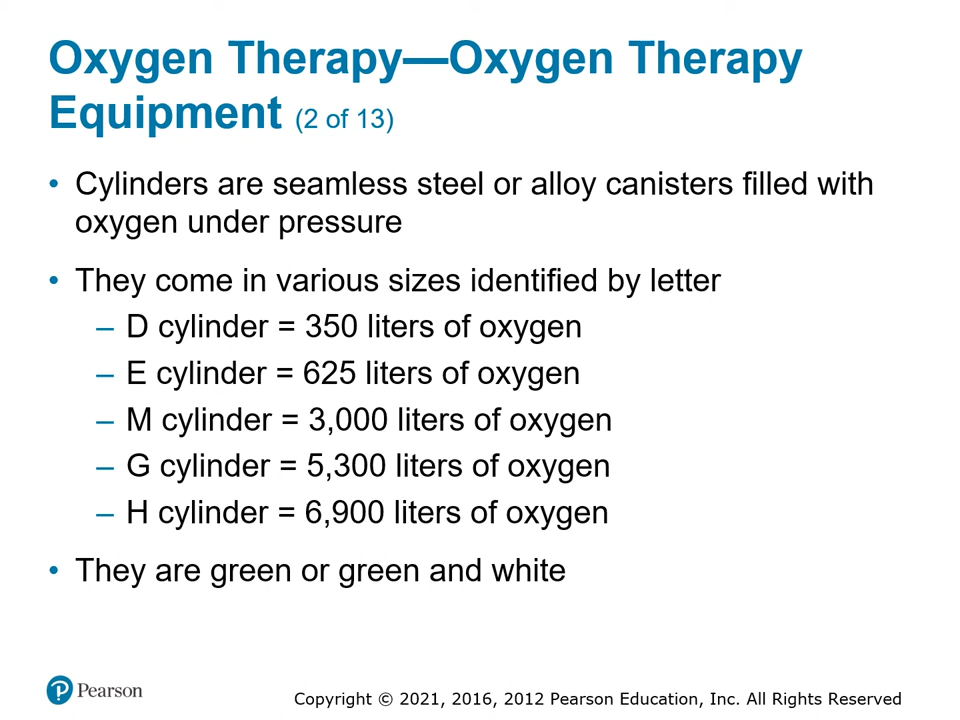 Oxygen Therapy—Oxygen Therapy
Equipment (2 of 13)
• Cylinders are seamless steel or alloy canisters filled with
oxygen under pressure
• They come in various sizes identified by letter
– D cylinder = 350 liters of oxygen
– E cylinder = 625 liters of oxygen
– M cylinder = 3,000 liters of oxygen
– G cylinder = 5,300 liters of oxygen
– H cylinder = 6,900 liters of oxygen
• They are green or green and white
P Pearson
Copyright © 2021, 2016, 2012 Pearson Education, Inc. All Rights Reserved